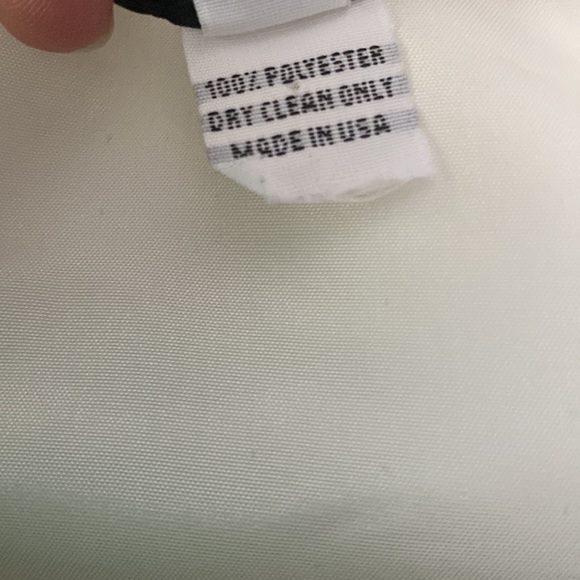 100% POLYESTER
DRY CLEAN ONLY
MADE IN USA